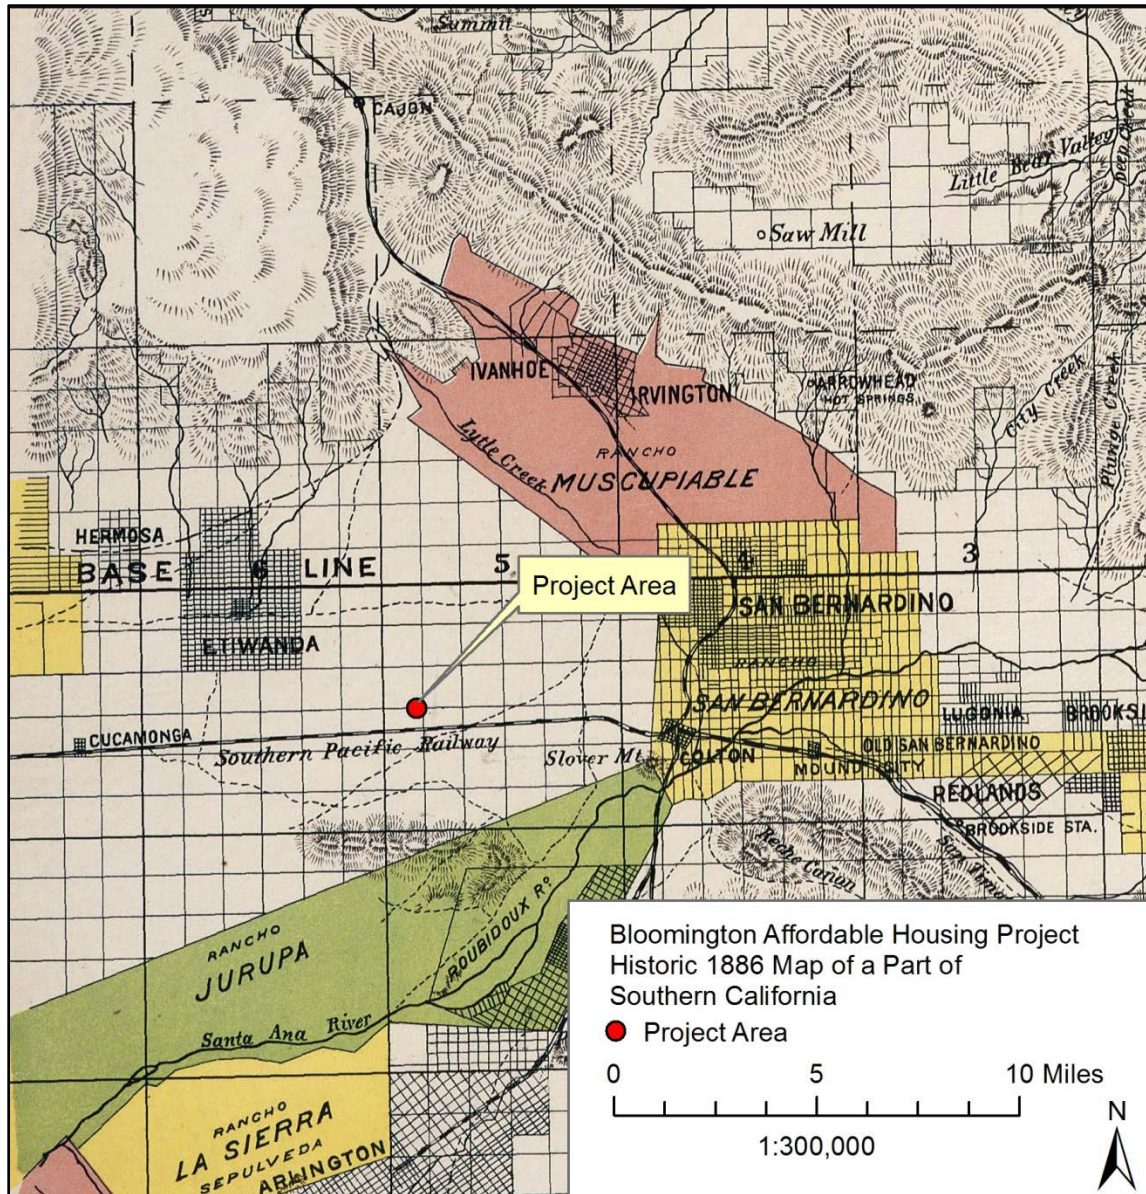 Summit
CAJON
Little Bear Valley
Deep Creek
Saw Mill
IVANHOE
ARVINGTON
ARROWHEAD
HOT SPRINGS
City Creek
Plunge Creek
Lytle Creek
RANCHO
MUSCUPIABLE
HERMOSA
BASE 6 LINE 5 4 3
Project Area
SAN BERNARDINO
ETIWANDA
RANCHO
SAN BERNARDINO
LUGONIA
BROOKSI
CUCAMONGA
Southern Pacific Railway
Slover Mt.
COLTON
OLD SAN BERNARDINO
MOUND CITY
REDLANDS
BROOKSIDE STA.
Reche Cañon
RANCHO
JURUPA
ROUBIDOUX Ro.
Santa Ana River
RANCHO
LA SIERRA
SEPULVEDA
ARLINGTON
Bloomington Affordable Housing Project
Historic 1886 Map of a Part of
Southern California
Project Area
0 5 10 Miles
1:300,000
N